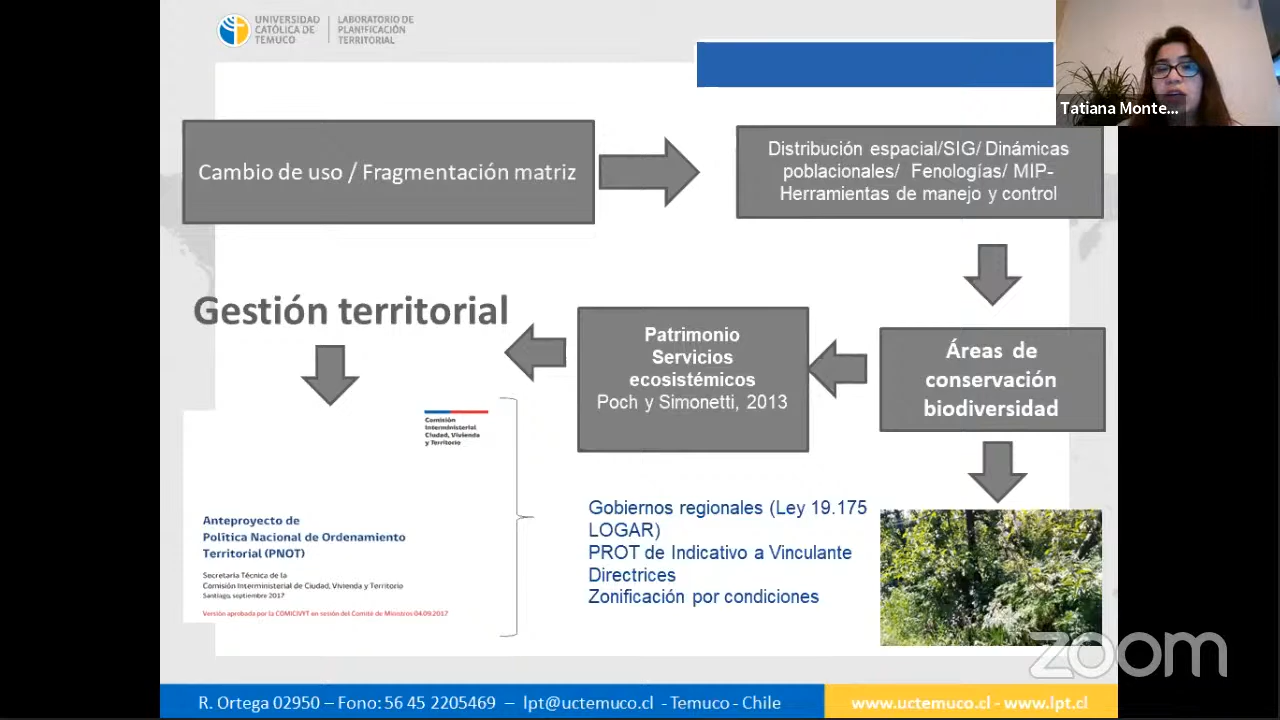 UNIVERSIDAD
CATÓLICA DE
TEMUCO
LABORATORIO DE
PLANIFICACIÓN
TERRITORIAL
Tatiana Monte...
Cambio de uso / Fragmentación matriz
Distribución espacial/SIG/ Dinámicas
poblacionales/ Fenologías/ MIP-
Herramientas de manejo y control
Gestión territorial
Patrimonio
Servicios
ecosistémicos
Poch y Simonetti, 2013
Áreas de
conservación
biodiversidad
Comisión
Interministerial
Ciudad, Vivienda
y Territorio
Anteproyecto de
Política Nacional de Ordenamiento
Territorial (PNOT)
Secretaría Técnica de la
Comisión Interministerial de Ciudad, Vivienda y Territorio
Santiago, septiembre 2017
Versión aprobada por la COMICIVYT en sesión del Comité de Ministros 04.09.2017
Gobiernos regionales (Ley 19.175
LOGAR)
PROT de Indicativo a Vinculante
Directrices
Zonificación por condiciones
zoom
R. Ortega 02950 – Fono: 56 45 2205469 – lpt@uctemuco.cl - Temuco - Chile
www.uctemuco.cl - www.lpt.cl